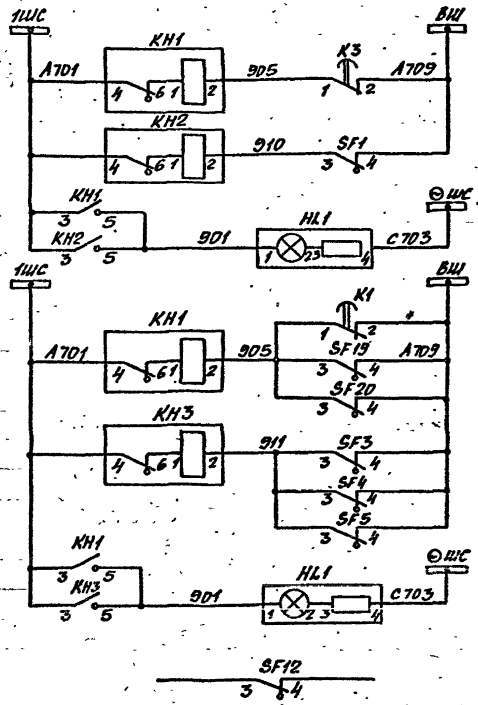 1ШС ВШ
КН1 К3
А701 905 А709
4 6 1 2 1 2
КН2
910 SF1
4 6 1 2 3 4
КН1 ⊖ШС
3 5 HL1
КН2 901 С703
3 5 1 2 3 4
1ШС ВШ
КН1 К1
1 2 *
А701 905 SF19 А709
4 6 1 2 3 4
SF20
КН3 3 4
911 SF3
4 6 1 2 3 4
SF4
3 4
SF5
3 4
КН1 ⊖ШС
3 5 HL1
КН3 901 С703
3 5 1 2 3 4
SF12
3 4